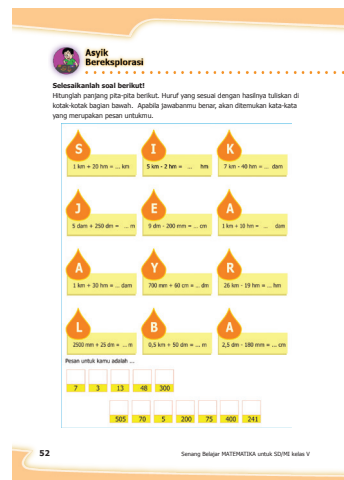 Asyik
Bereksplorasi
Selesaikanlah soal berikut!
Hitunglah panjang pita-pita berikut. Huruf yang sesuai dengan hasilnya tuliskan di
kotak-kotak bagian bawah. Apabila jawabanmu benar, akan ditemukan kata-kata
yang merupakan pesan untukmu.
S I K
1 km + 20 hm = ... km 5 km - 2 hm = ... hm 7 km - 40 hm = ... dam
J E A
5 dam + 250 dm = ... m 9 dm - 200 mm = ... cm 1 km + 10 hm = ... dam
A Y R
1 km + 30 hm = ... dam 700 mm + 60 cm = ... dm 26 km - 19 hm = ... hm
L B A
2500 mm + 25 dm = ... m 0,5 km + 50 dm = ... m 2,5 dm - 180 mm = ... cm
Pesan untuk kamu adalah ...
7 3 13 48 300
505 70 5 200 75 400 241
52 Senang Belajar MATEMATIKA untuk SD/MI kelas V